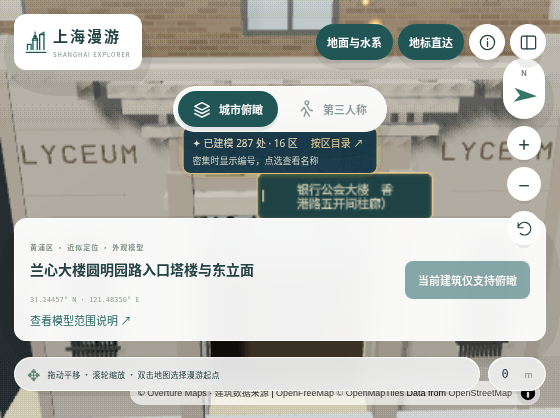 上海漫游
SHANGHAI EXPLORER
地面与水系
地标直达
N
城市俯瞰
第三人称
✦ 已建模 287 处 · 16 区 按区目录 ↗
密集时显示编号，点选查看名称
LYCEUM
LYCEUM
银行公会大楼 香
港路五开间柱廊）
黄浦区 • 近似定位 • 外观模型
兰心大楼圆明园路入口塔楼与东立面
31.24457° N · 121.48350° E
查看模型范围说明 ↗
当前建筑仅支持俯瞰
拖动平移 • 滚轮缩放 • 双击地图选择漫游起点
0 m
© Overture Maps · 建筑数据来源 | OpenFreeMap © OpenMapTiles Data from OpenStreetMap